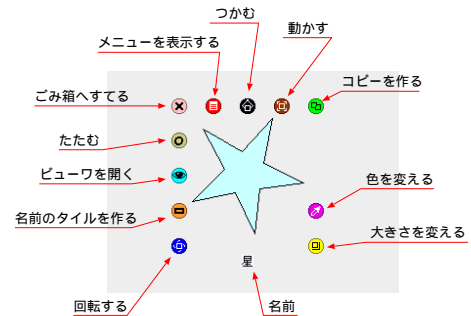 つかむ
メニューを表示する
動かす
コピーを作る
ごみ箱へすてる
たたむ
ビューワを開く
色を変える
名前のタイルを作る
大きさを変える
星
回転する
名前